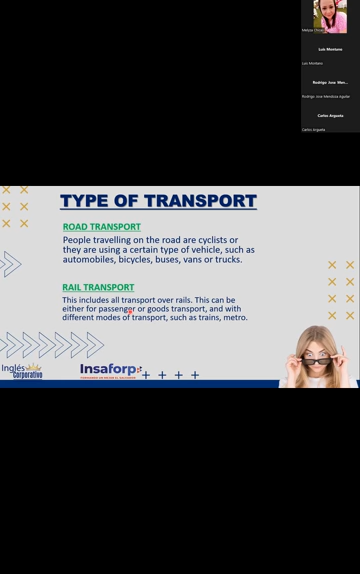 Luis Montano
Luis Montano
Rodrigo Jose Men...
Rodrigo Jose Mendoza Aguilar
Carlos Argueta
Carlos Argueta
TYPE OF TRANSPORT
ROAD TRANSPORT
People travelling on the road are cyclists or
they are using a certain type of vehicle, such as
automobiles, bicycles, buses, vans or trucks.
RAIL TRANSPORT
This includes all transport over rails. This can be
either for passenger or goods transport, and with
different modes of transport, such as trains, metro.
Inglés
Corporativo
Insaforp